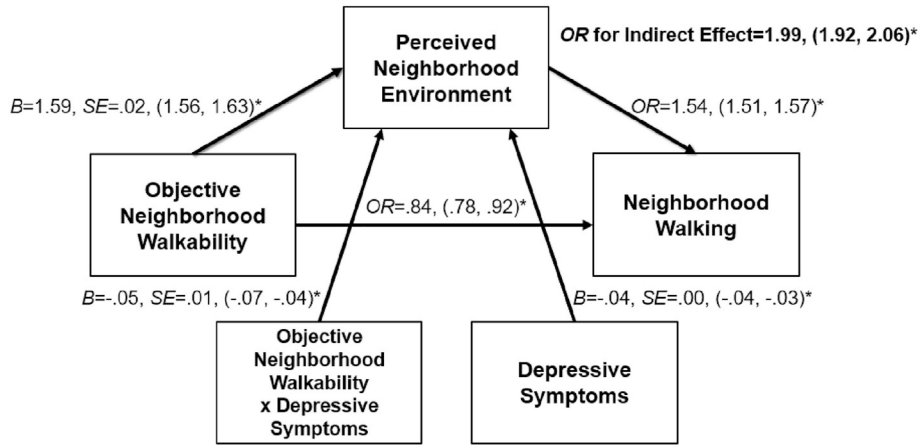 OR for Indirect Effect=1.99, (1.92, 2.06)*
Perceived
Neighborhood
Environment
B=1.59, SE=.02, (1.56, 1.63)*
OR=1.54, (1.51, 1.57)*
Objective
Neighborhood
Walkability
OR=.84, (.78, .92)*
Neighborhood
Walking
B=-.05, SE=.01, (-.07, -.04)*
B=-.04, SE=.00, (-.04, -.03)*
Objective
Neighborhood
Walkability
x Depressive
Symptoms
Depressive
Symptoms